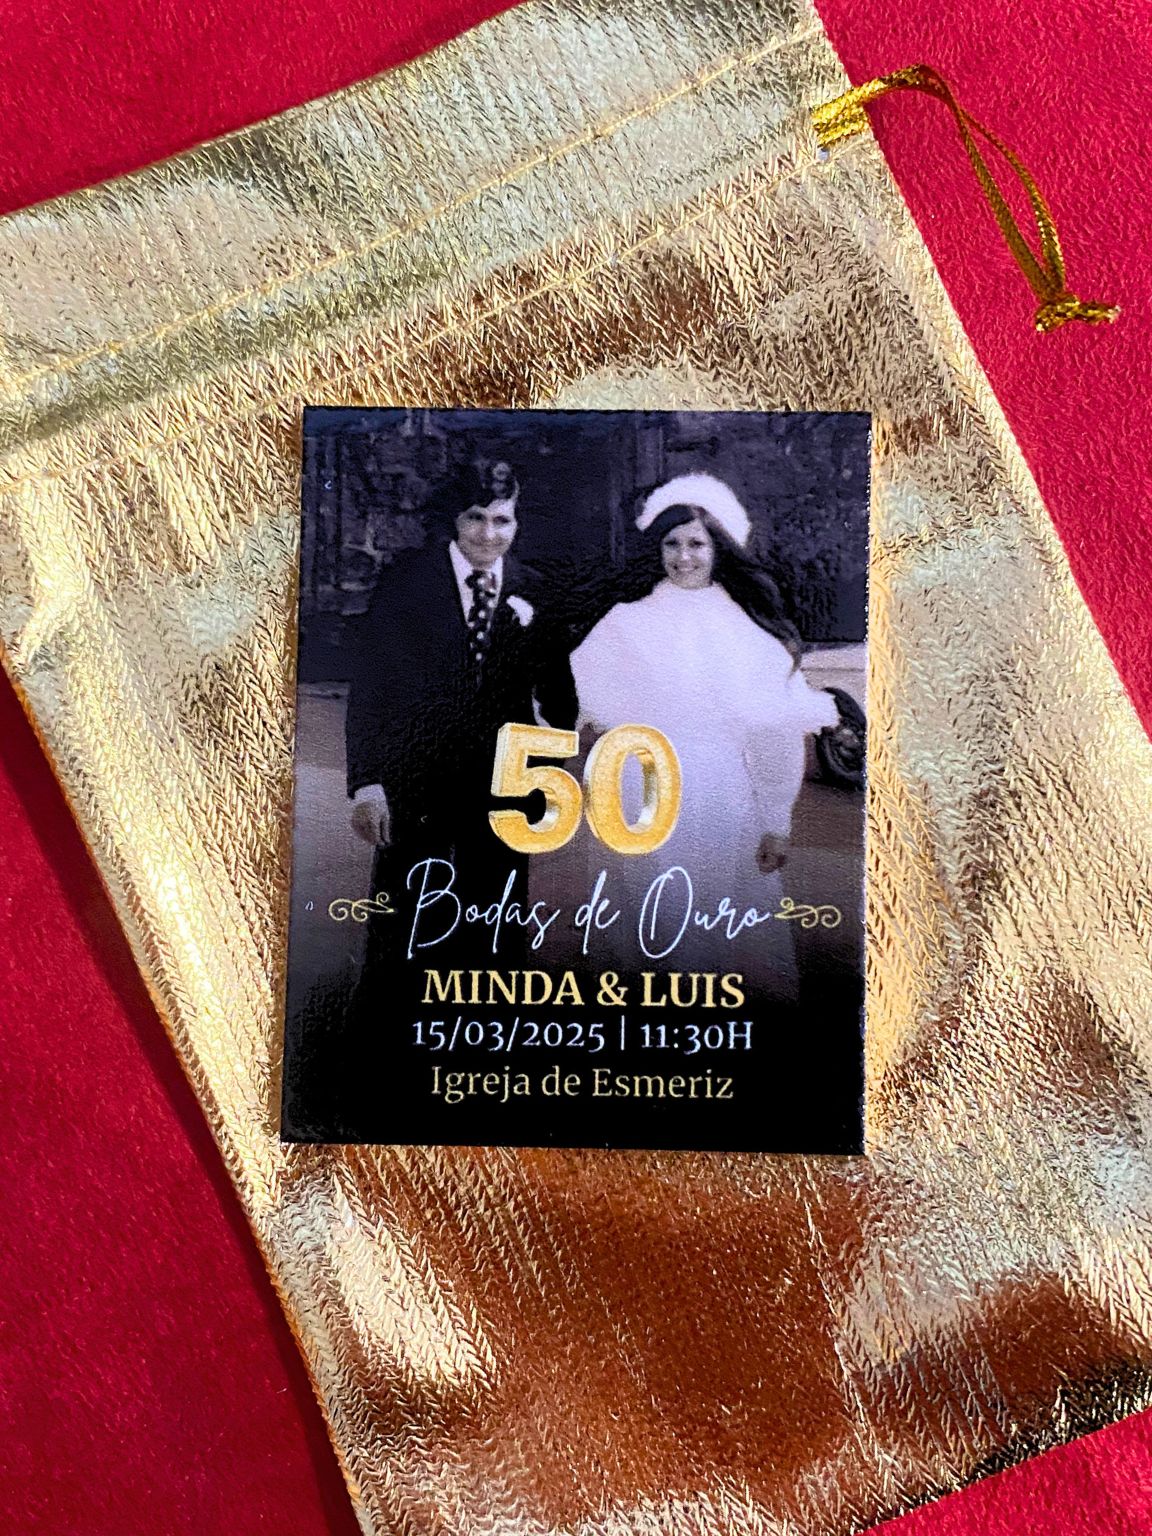 50
Bodas de Ouro
MINDA & LUIS
15/03/2025 | 11:30H
Igreja de Esmeriz